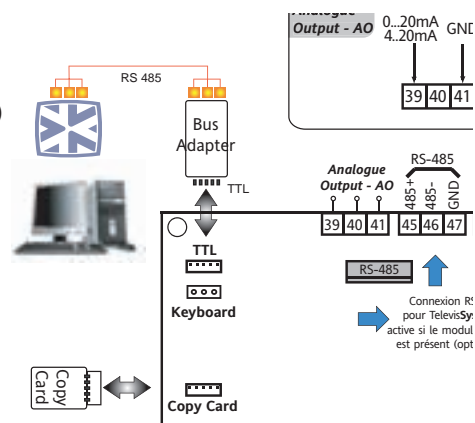 Analogue
Output - AO
0...20mA
4..20mA
GND
39 40 41
RS 485
Bus
Adapter
TTL
Analogue
Output - AO
RS-485
485+
485-
GND
39 40 41
45 46 47
TTL
RS-485
Keyboard
Connexion RS
pour TelevisSy
active si le modul
est présent (opt
Copy
Card
Copy Card